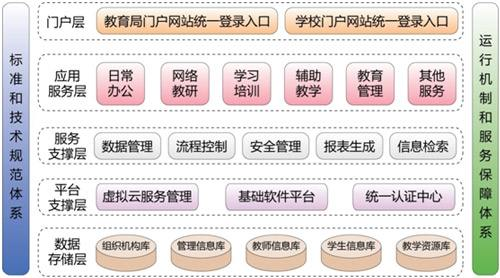 标准和技术规范体系
门户层
教育局门户网站统一登录入口
学校门户网站统一登录入口
应用
服务层
日常
办公
网络
教研
学习
培训
辅助
教学
教育
管理
其他
服务
服务
支撑层
数据管理
流程控制
安全管理
报表生成
信息检索
平台
支撑层
虚拟云服务管理
基础软件平台
统一认证中心
数据
存储层
组织机构库
管理信息库
教师信息库
学生信息库
教学资源库
运行机制和服务保障体系